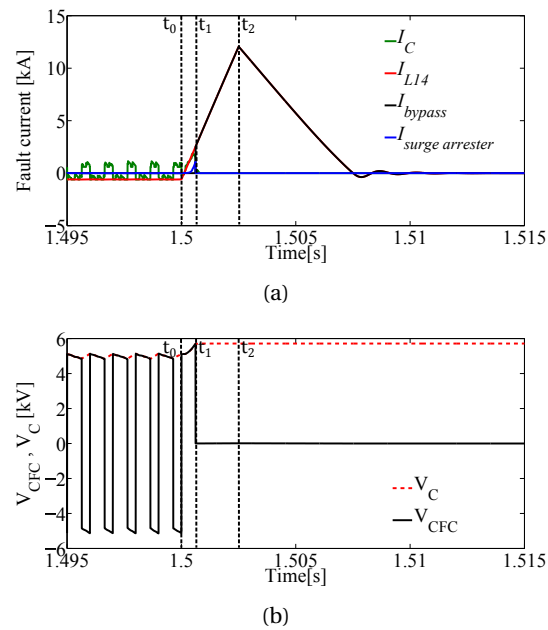 t₀ t₁ t₂
15
10
5
0
−5
Fault current [kA]
I_C
I_L14
I_bypass
I_surge arrester
1.495 1.5 1.505 1.51 1.515
Time[s]
(a)
t₀ t₁ t₂
6
4
2
0
−2
−4
−6
V_CFC , V_C [kV]
V_C
V_CFC
1.495 1.5 1.505 1.51 1.515
Time[s]
(b)